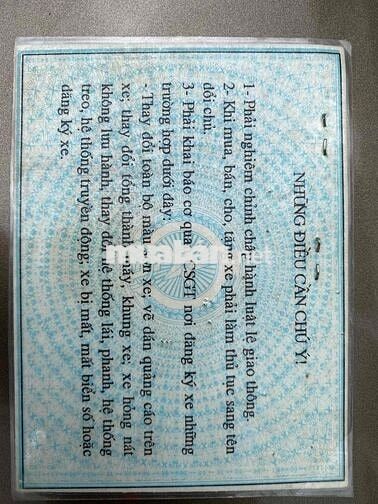 NHỮNG ĐIỀU CẦN CHÚ Ý!
1- Phải nghiêm chỉnh chấp hành luật lệ giao thông.
2- Khi mua, bán, cho tặng xe phải làm thủ tục sang tên
đổi chủ.
3- Phải khai báo cơ quan CSGT nơi đăng ký xe những
trường hợp dưới đây:
- Thay đổi toàn bộ màu sơn xe, vẽ dán quảng cáo trên
xe; thay đổi tổng thành máy, khung xe; xe hỏng nát
không lưu hành, thay đổi hệ thống lái, phanh, hệ thống
treo, hệ thống truyền động; xe bị mất, mất biển số hoặc
đăng ký xe.
muaban.net